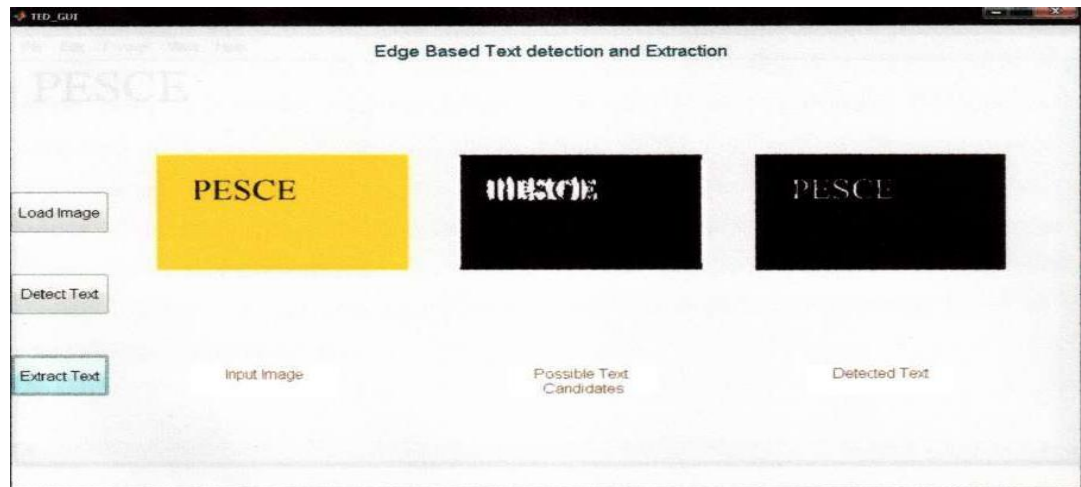 TED_GUI
Edge Based Text detection and Extraction
PESCE
PESCE
PESCE
Load Image
Detect Text
Extract Text
Input Image
Possible Text
Candidates
Detected Text